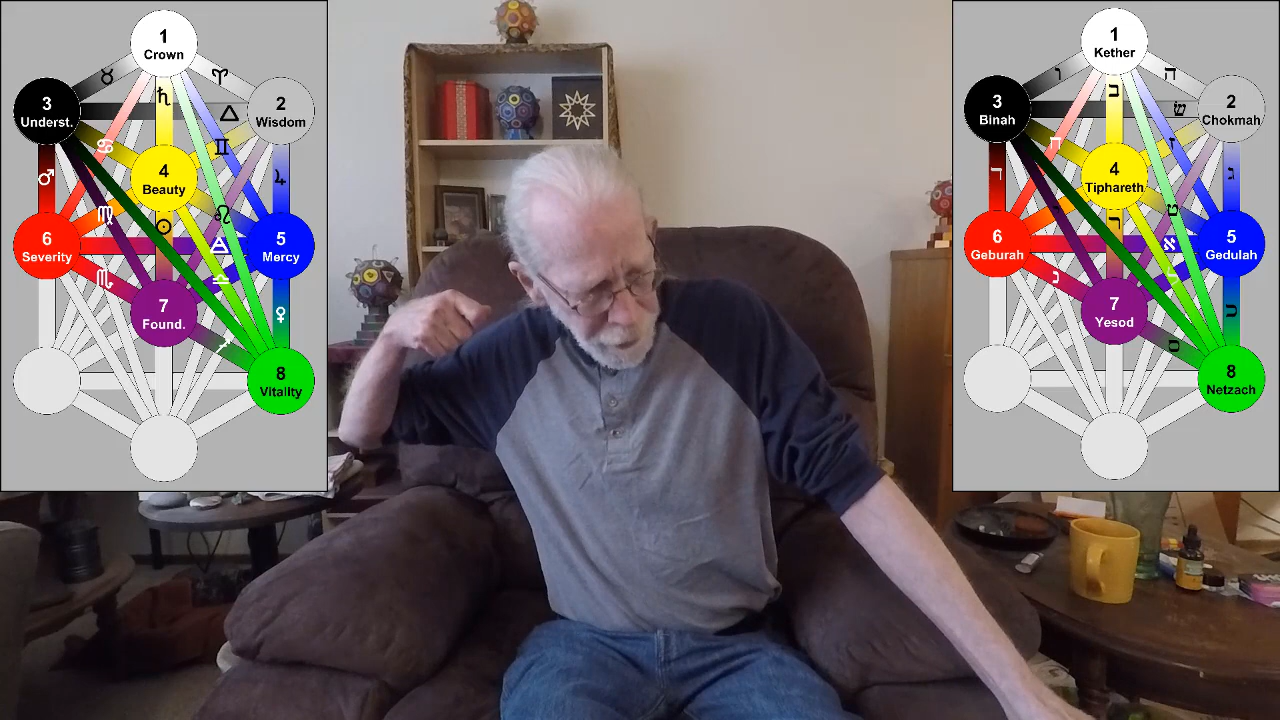 1
Crown
♉
♈
♄
3
Underst.
2
Wisdom
♋
♊
4
Beauty
♂
♃
♍
♌
☉
6
Severity
5
Mercy
♏
♎
7
Found.
♀
♐
8
Vitality
1
Kether
ו
ה
ב
3
Binah
ש
2
Chokmah
ז
ח
4
Tiphareth
ד
ג
י
ט
ר
6
Geburah
א
5
Gedulah
נ
ל
7
Yesod
ס
8
Netzach